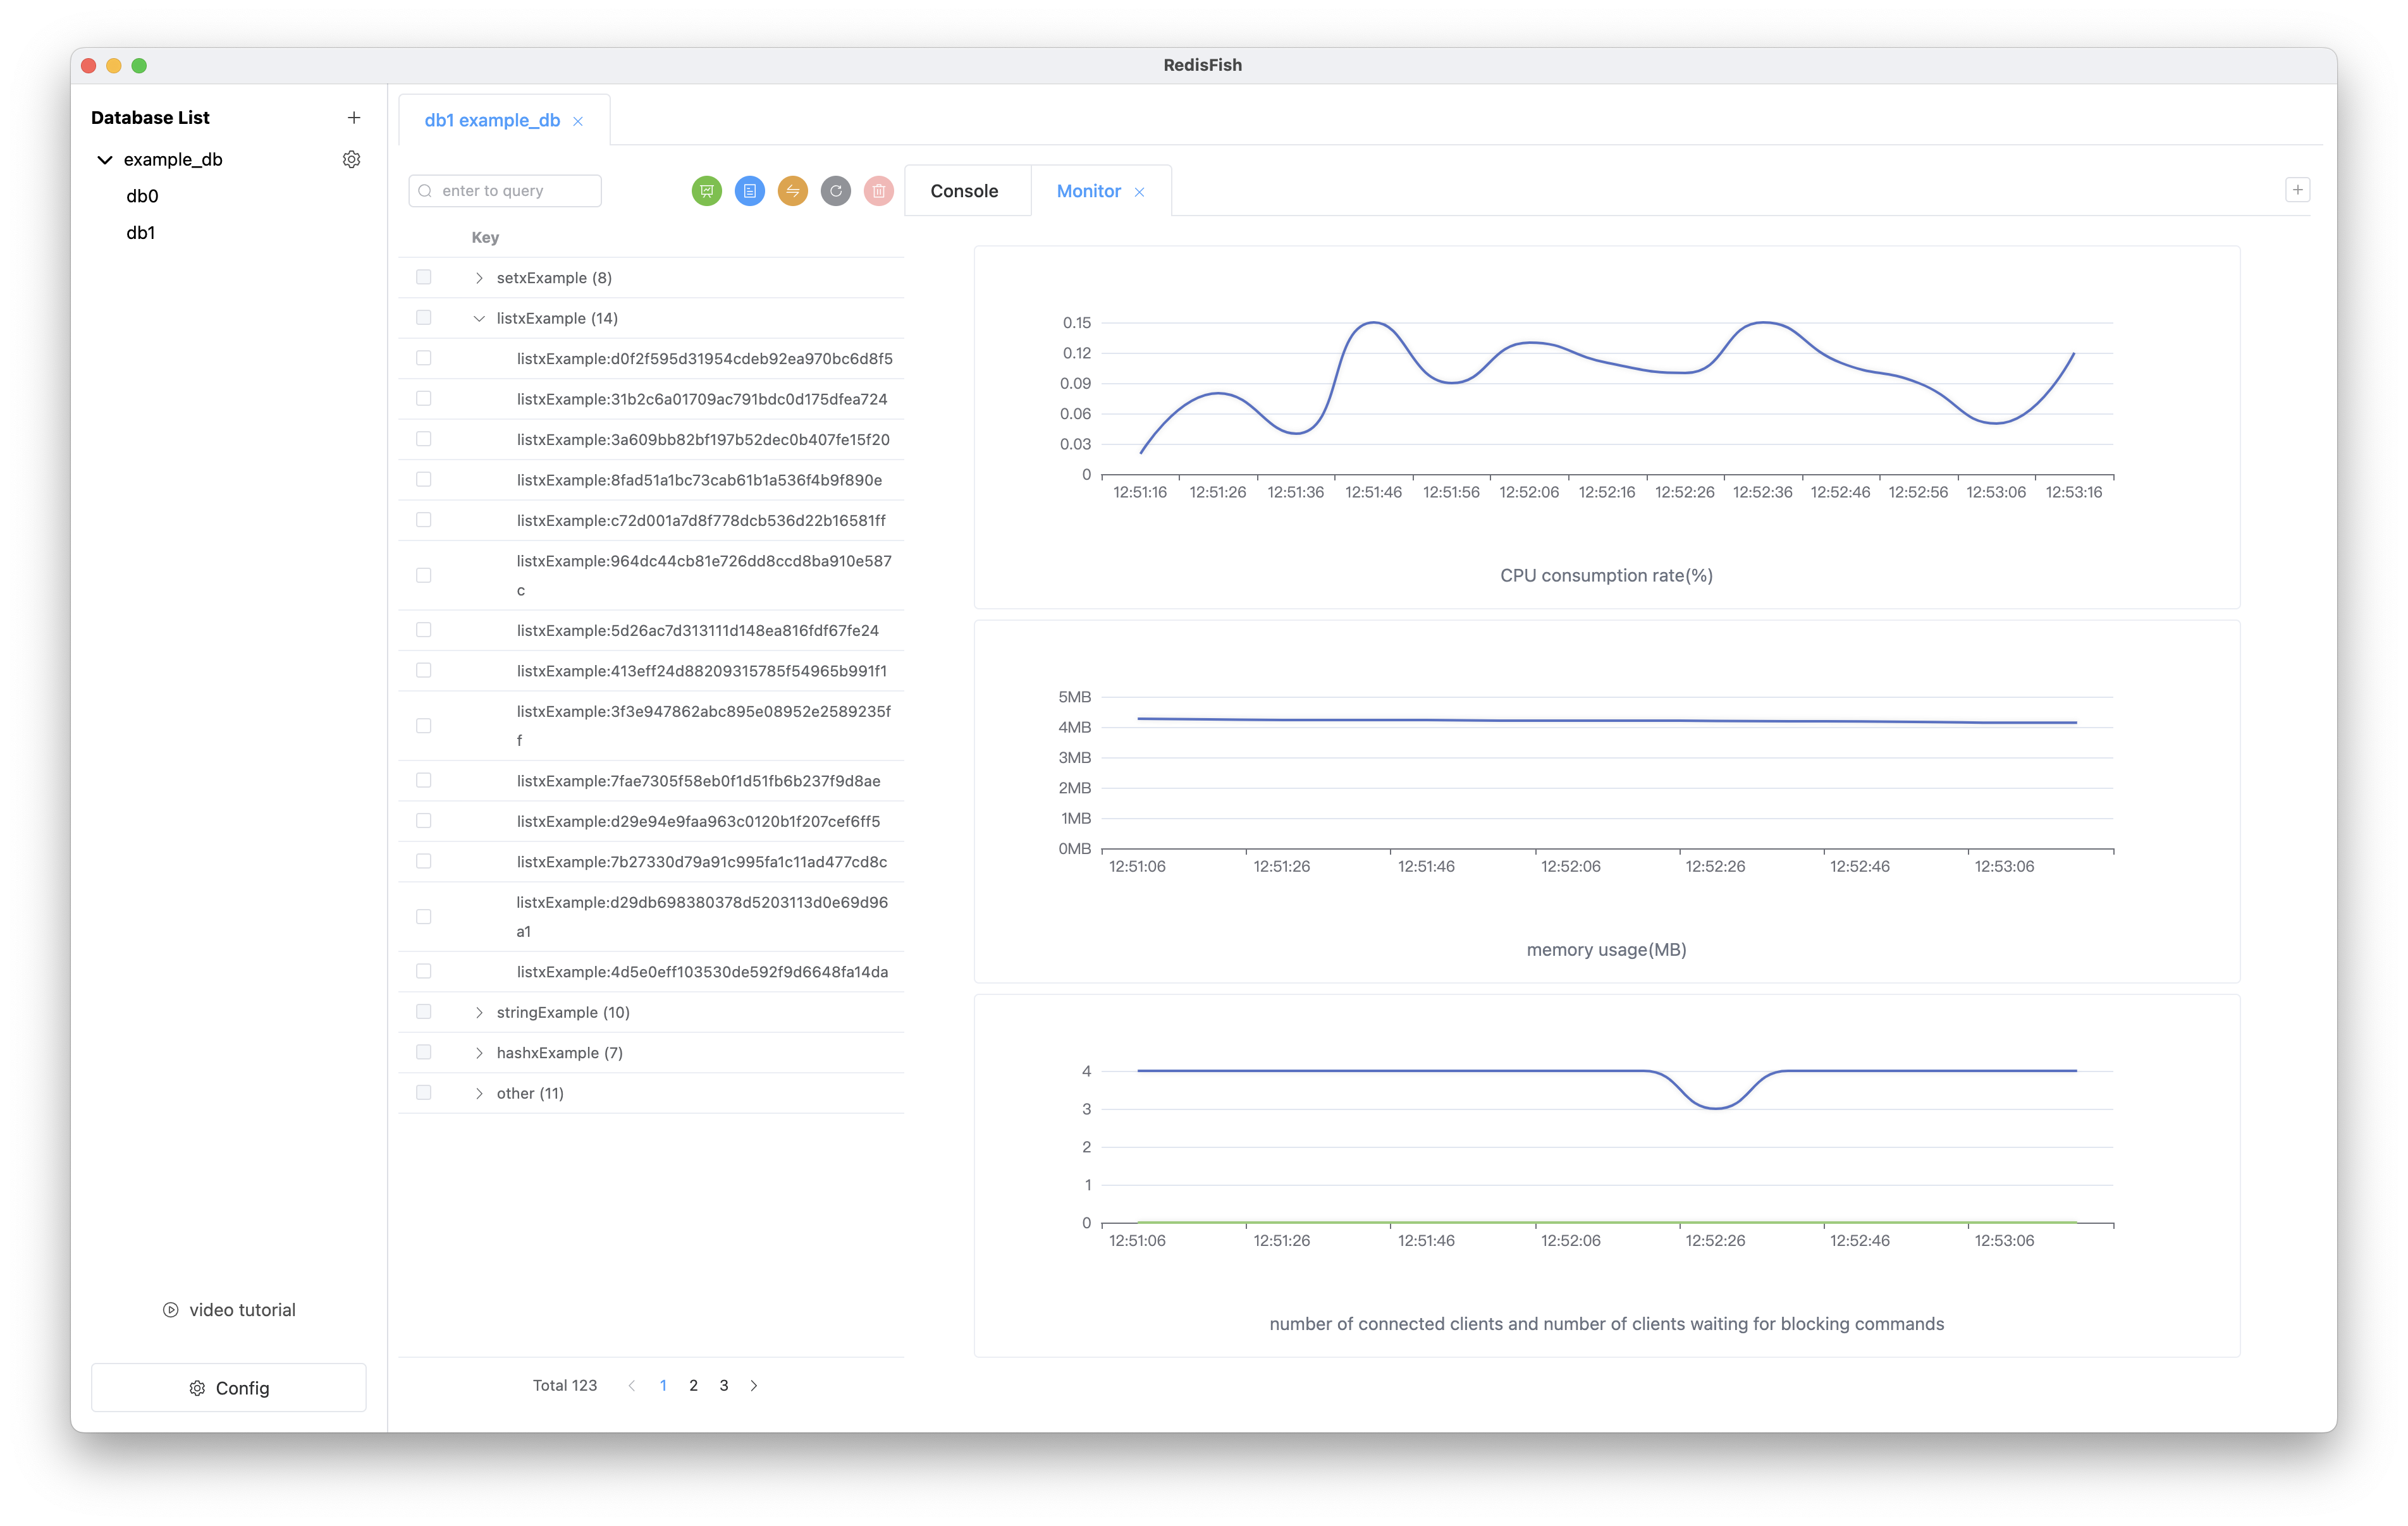 RedisFish
Database List
example_db
db0
db1
video tutorial
Config
db1 example_db
enter to query
Key
setxExample (8)
listxExample (14)
listxExample:d0f2f595d31954cdeb92ea970bc6d8f5
listxExample:31b2c6a01709ac791bdc0d175dfea724
listxExample:3a609bb82bf197b52dec0b407fe15f20
listxExample:8fad51a1bc73cab61b1a536f4b9f890e
listxExample:c72d001a7d8f778dcb536d22b16581ff
listxExample:964dc44cb81e726dd8ccd8ba910e587
c
listxExample:5d26ac7d313111d148ea816fdf67fe24
listxExample:413eff24d88209315785f54965b991f1
listxExample:3f3e947862abc895e08952e2589235f
f
listxExample:7fae7305f58eb0f1d51fb6b237f9d8ae
listxExample:d29e94e9faa963c0120b1f207cef6ff5
listxExample:7b27330d79a91c995fa1c11ad477cd8c
listxExample:d29db698380378d5203113d0e69d96
a1
listxExample:4d5e0eff103530de592f9d6648fa14da
stringExample (10)
hashxExample (7)
other (11)
Total 123 1 2 3
Console Monitor
0.15
0.12
0.09
0.06
0.03
0
12:51:16 12:51:26 12:51:36 12:51:46 12:51:56 12:52:06 12:52:16 12:52:26 12:52:36 12:52:46 12:52:56 12:53:06 12:53:16
CPU consumption rate(%)
5MB
4MB
3MB
2MB
1MB
0MB
12:51:06 12:51:26 12:51:46 12:52:06 12:52:26 12:52:46 12:53:06
memory usage(MB)
4
3
2
1
0
12:51:06 12:51:26 12:51:46 12:52:06 12:52:26 12:52:46 12:53:06
number of connected clients and number of clients waiting for blocking commands